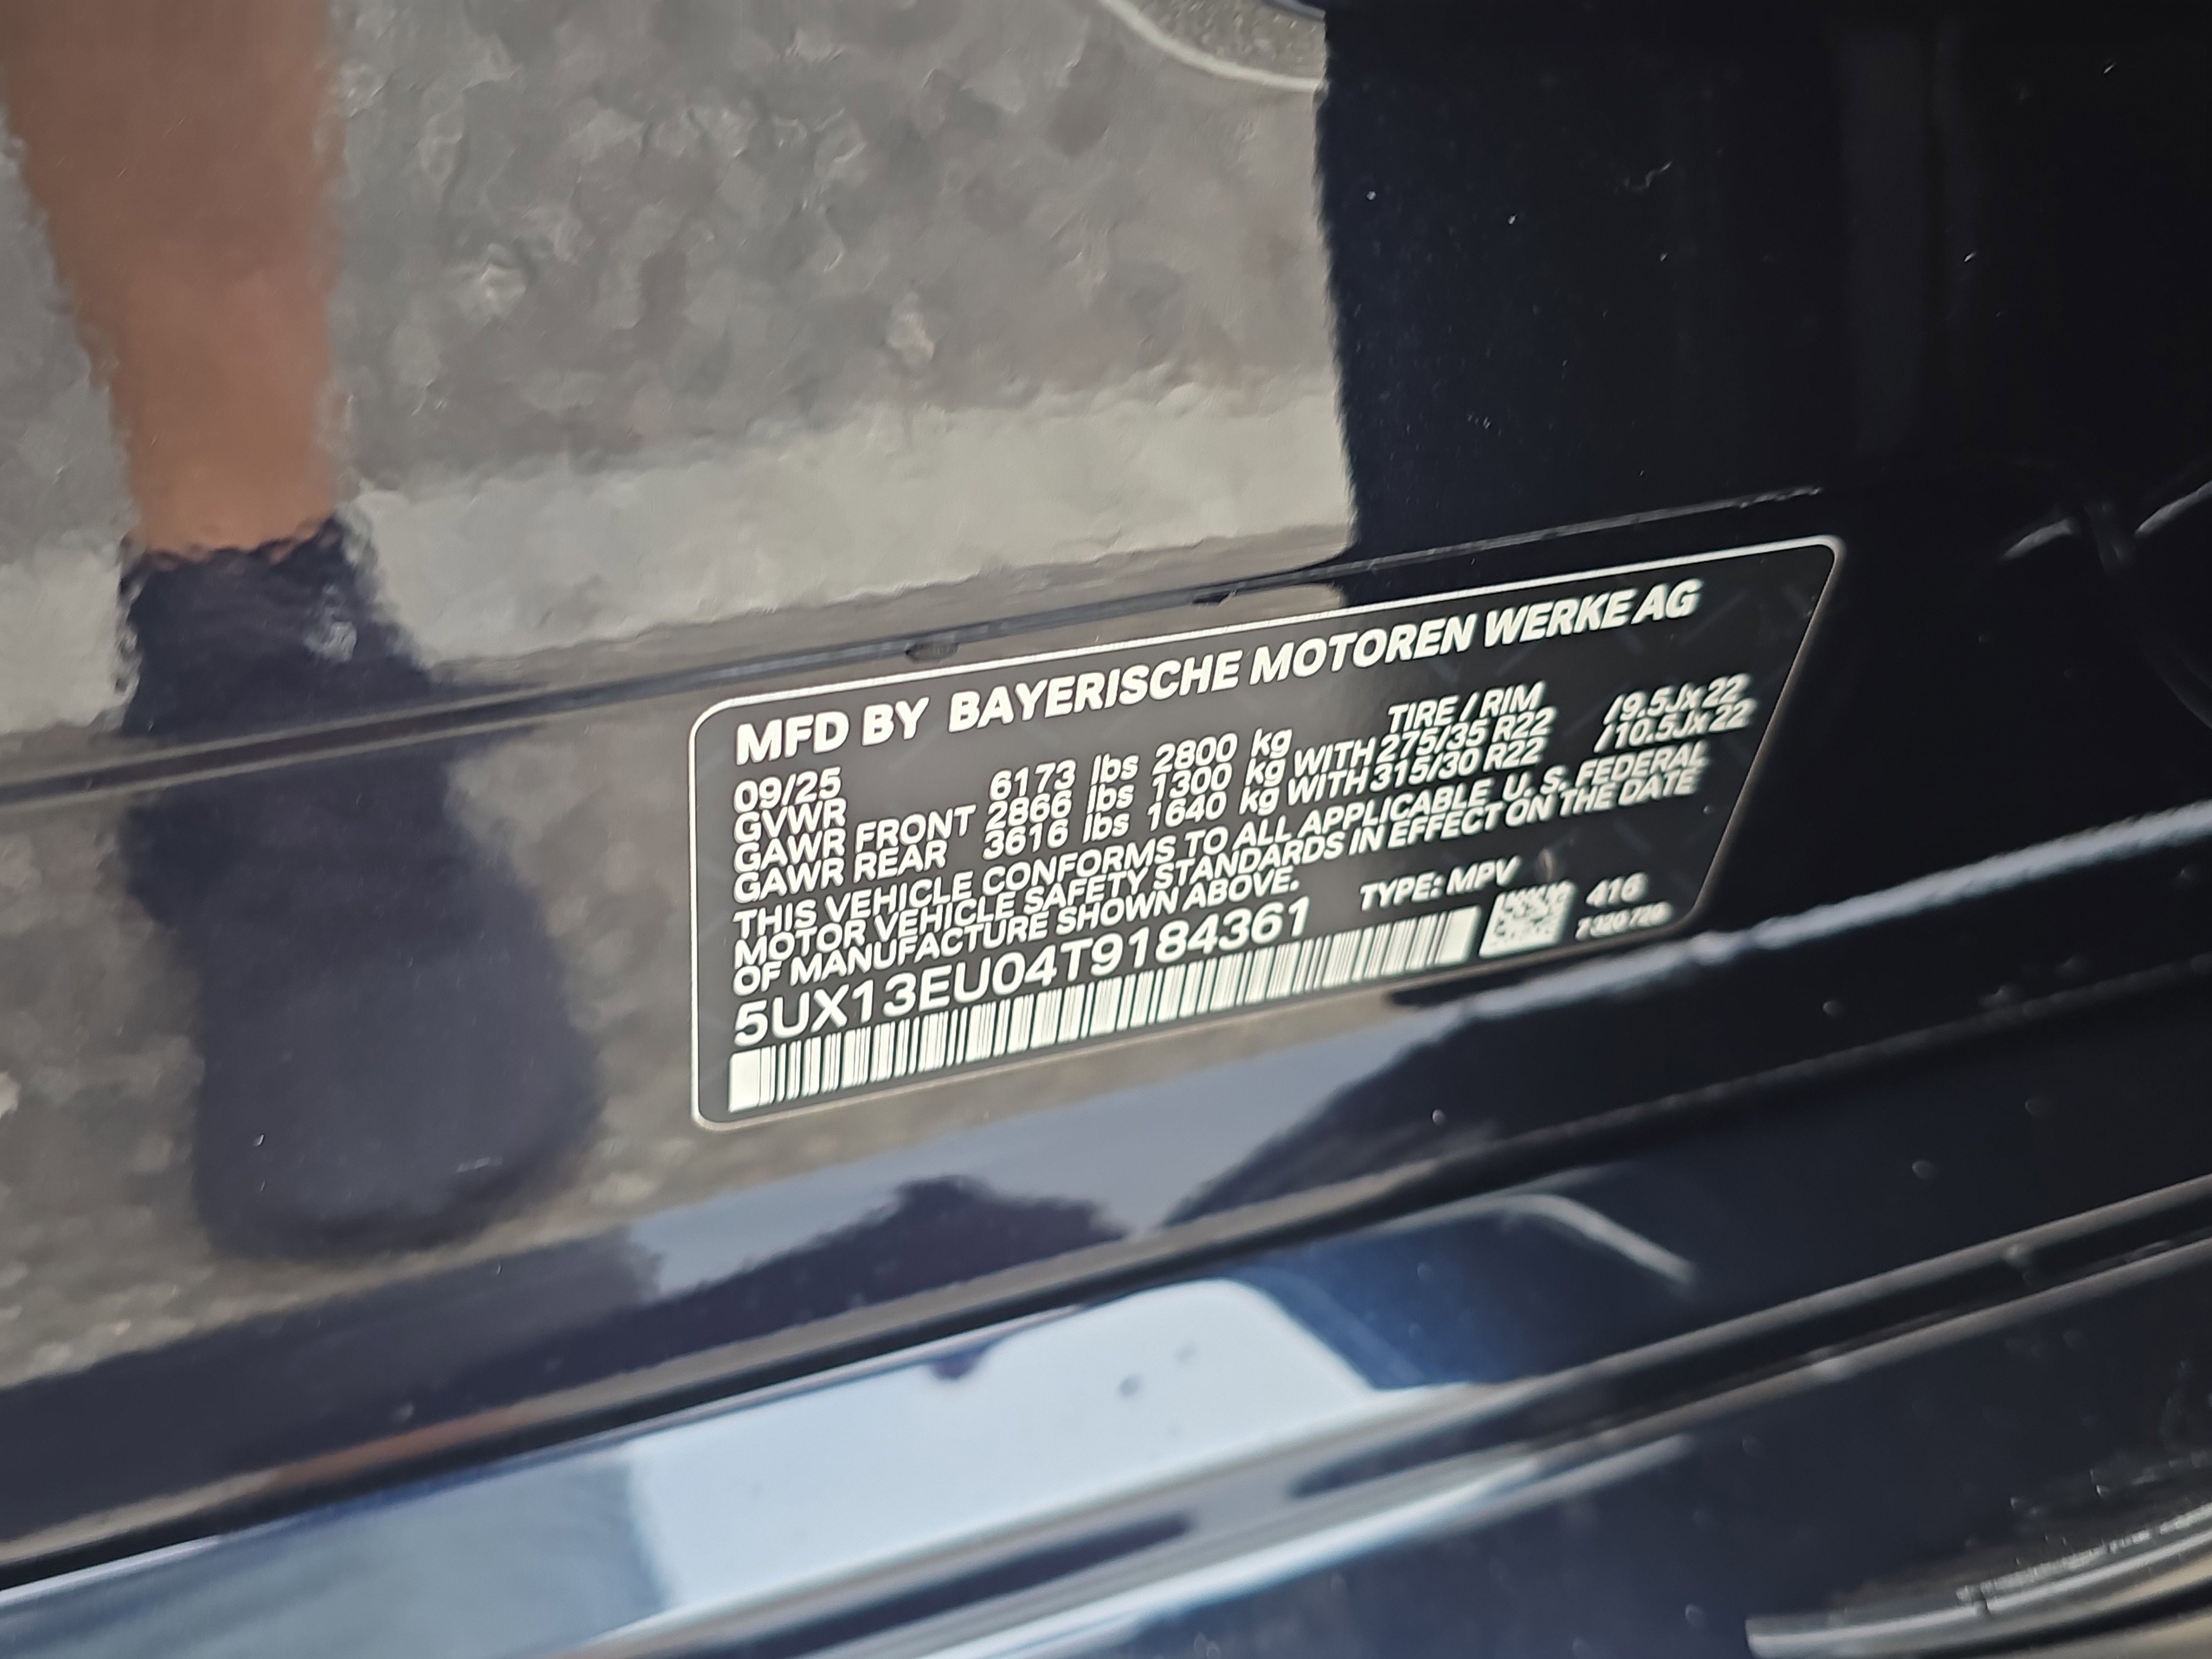 MFD BY BAYERISCHE MOTOREN WERKE AG
09/25 TIRE / RIM
GVWR 6173 lbs 2800 kg
GAWR FRONT 2866 lbs 1300 kg WITH 275/35 R22 /9.5Jx22
GAWR REAR 3616 lbs 1640 kg WITH 315/30 R22 /10.5Jx22
THIS VEHICLE CONFORMS TO ALL APPLICABLE U. S. FEDERAL
MOTOR VEHICLE SAFETY STANDARDS IN EFFECT ON THE DATE
OF MANUFACTURE SHOWN ABOVE. TYPE: MPV
5UX13EU04T9184361 416